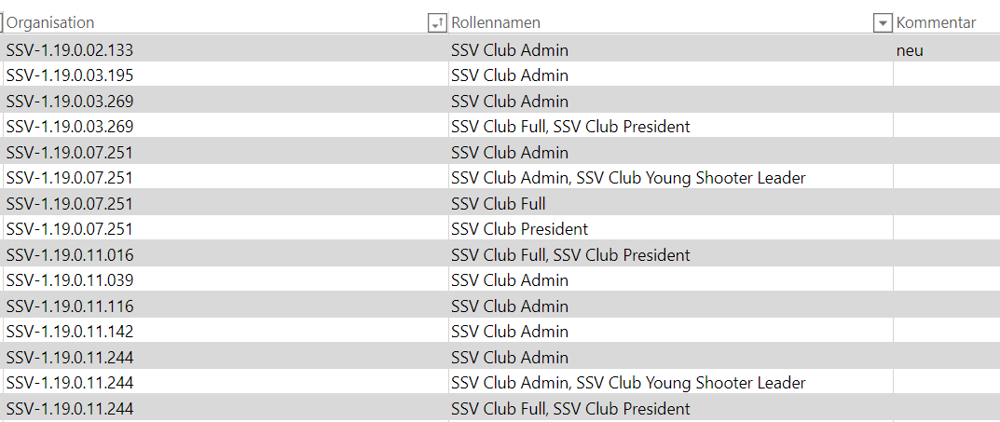 Organisation Rollennamen Kommentar
SSV-1.19.0.02.133 SSV Club Admin neu
SSV-1.19.0.03.195 SSV Club Admin
SSV-1.19.0.03.269 SSV Club Admin
SSV-1.19.0.03.269 SSV Club Full, SSV Club President
SSV-1.19.0.07.251 SSV Club Admin
SSV-1.19.0.07.251 SSV Club Admin, SSV Club Young Shooter Leader
SSV-1.19.0.07.251 SSV Club Full
SSV-1.19.0.07.251 SSV Club President
SSV-1.19.0.11.016 SSV Club Full, SSV Club President
SSV-1.19.0.11.039 SSV Club Admin
SSV-1.19.0.11.116 SSV Club Admin
SSV-1.19.0.11.142 SSV Club Admin
SSV-1.19.0.11.244 SSV Club Admin
SSV-1.19.0.11.244 SSV Club Admin, SSV Club Young Shooter Leader
SSV-1.19.0.11.244 SSV Club Full, SSV Club President